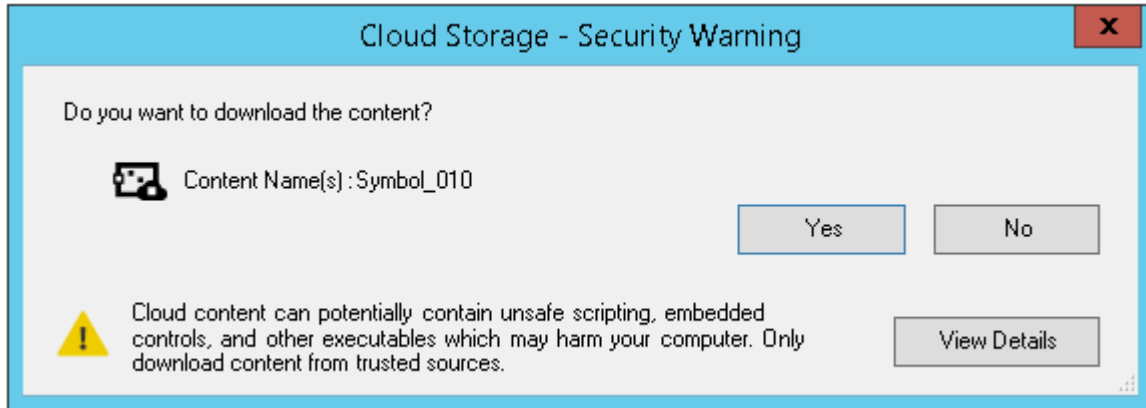 Cloud Storage - Security Warning
x
Do you want to download the content?
Content Name(s) : Symbol_010
Yes
No
Cloud content can potentially contain unsafe scripting, embedded
controls, and other executables which may harm your computer. Only
download content from trusted sources.
View Details